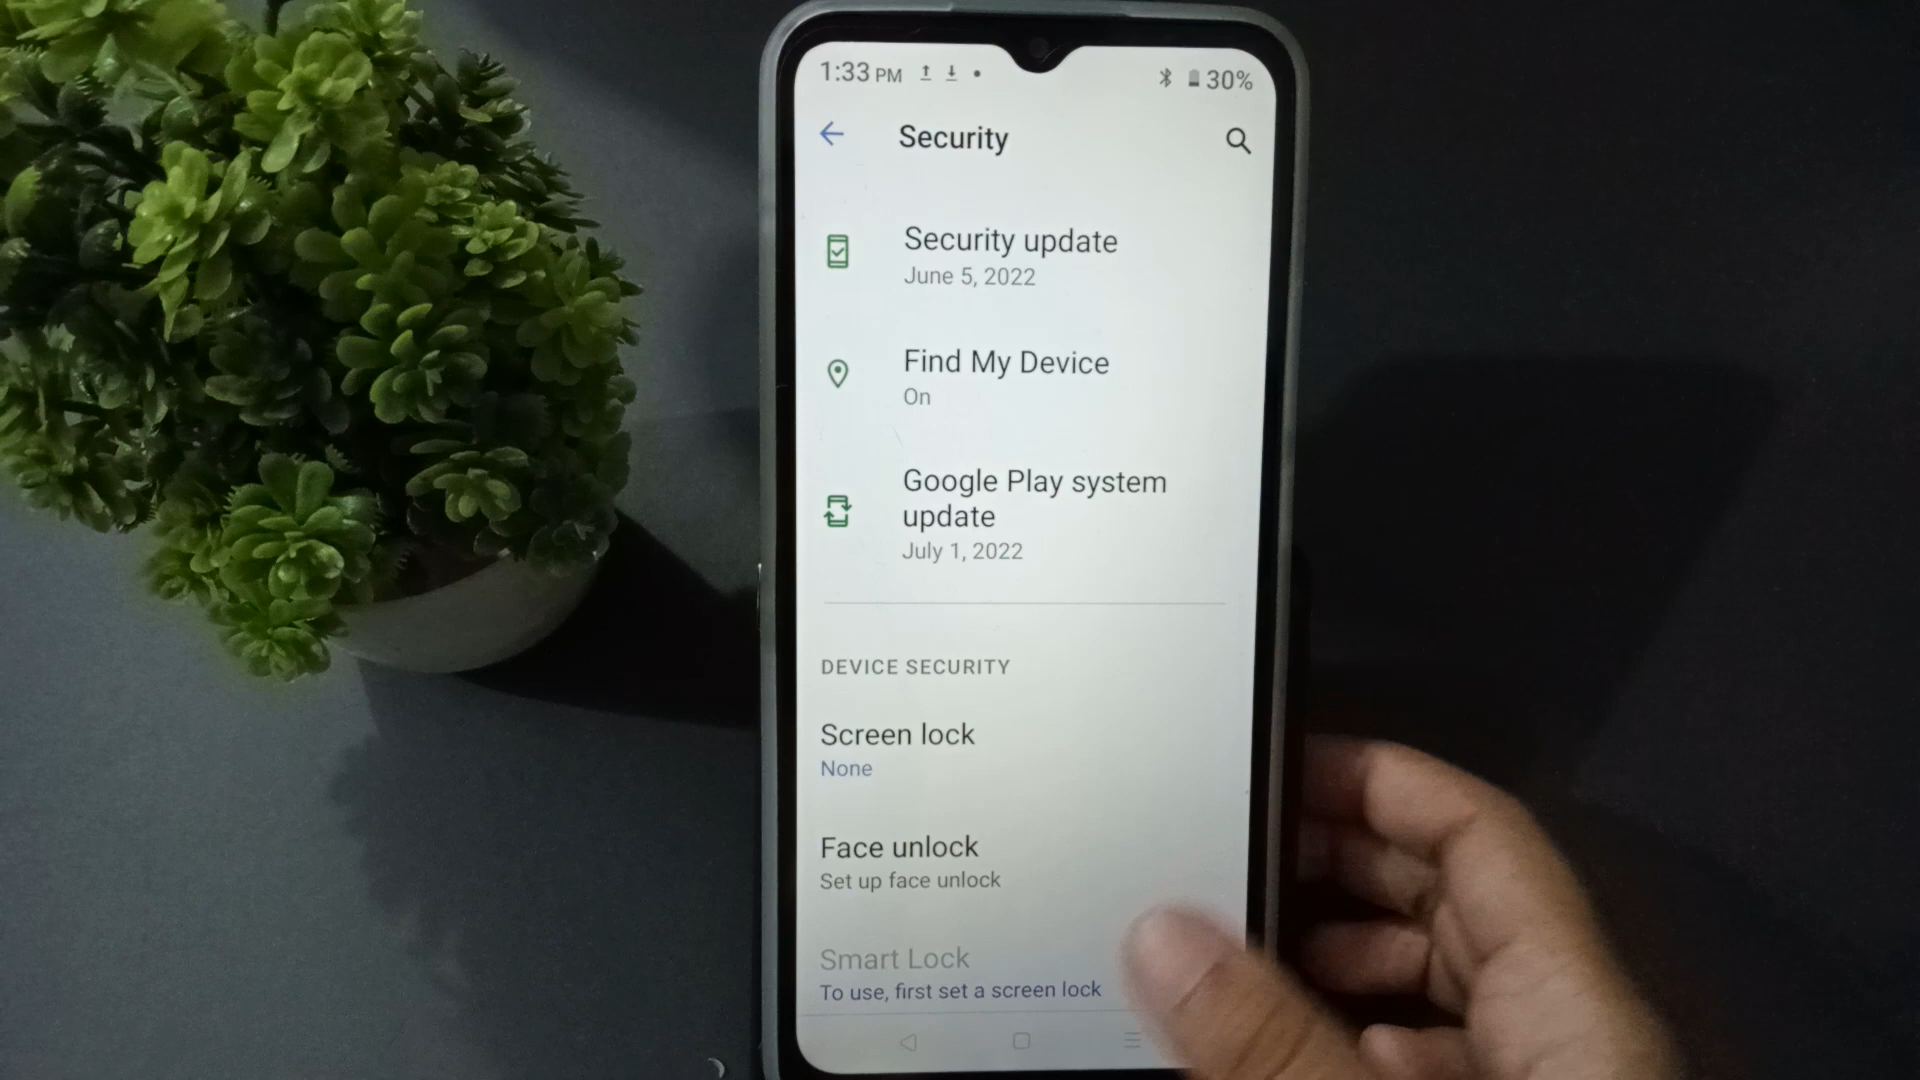 1:33 PM
30%
Security
Security update
June 5, 2022
Find My Device
On
Google Play system
update
July 1, 2022
DEVICE SECURITY
Screen lock
None
Face unlock
Set up face unlock
Smart Lock
To use, first set a screen lock